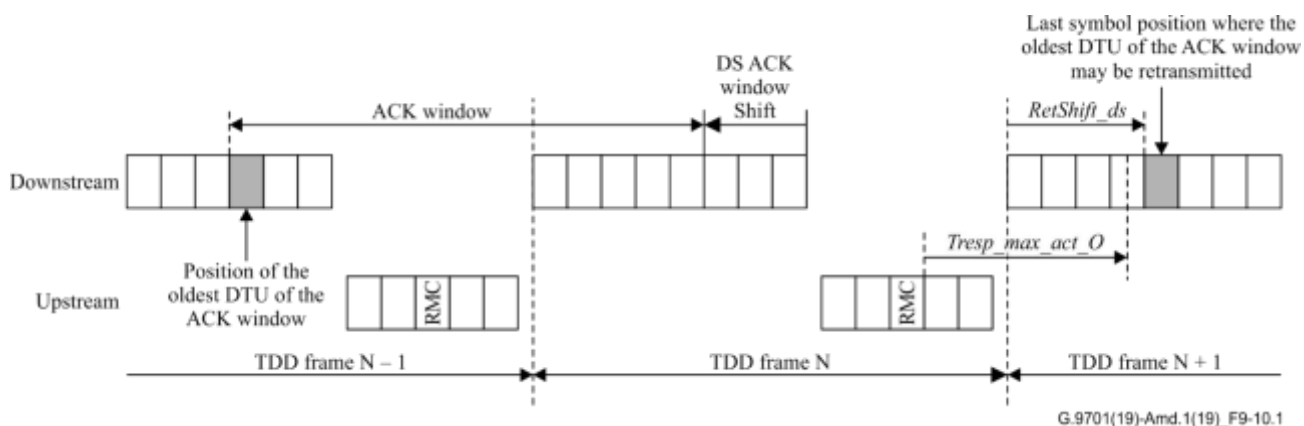 Last symbol position where the
oldest DTU of the ACK window
may be retransmitted
DS ACK
window
Shift
ACK window
RetShift_ds
Downstream
Tresp_max_act_O
Position of the
oldest DTU of the
ACK window
Upstream
RMC
RMC
TDD frame N – 1
TDD frame N
TDD frame N + 1
G.9701(19)-Amd.1(19)_F9-10.1